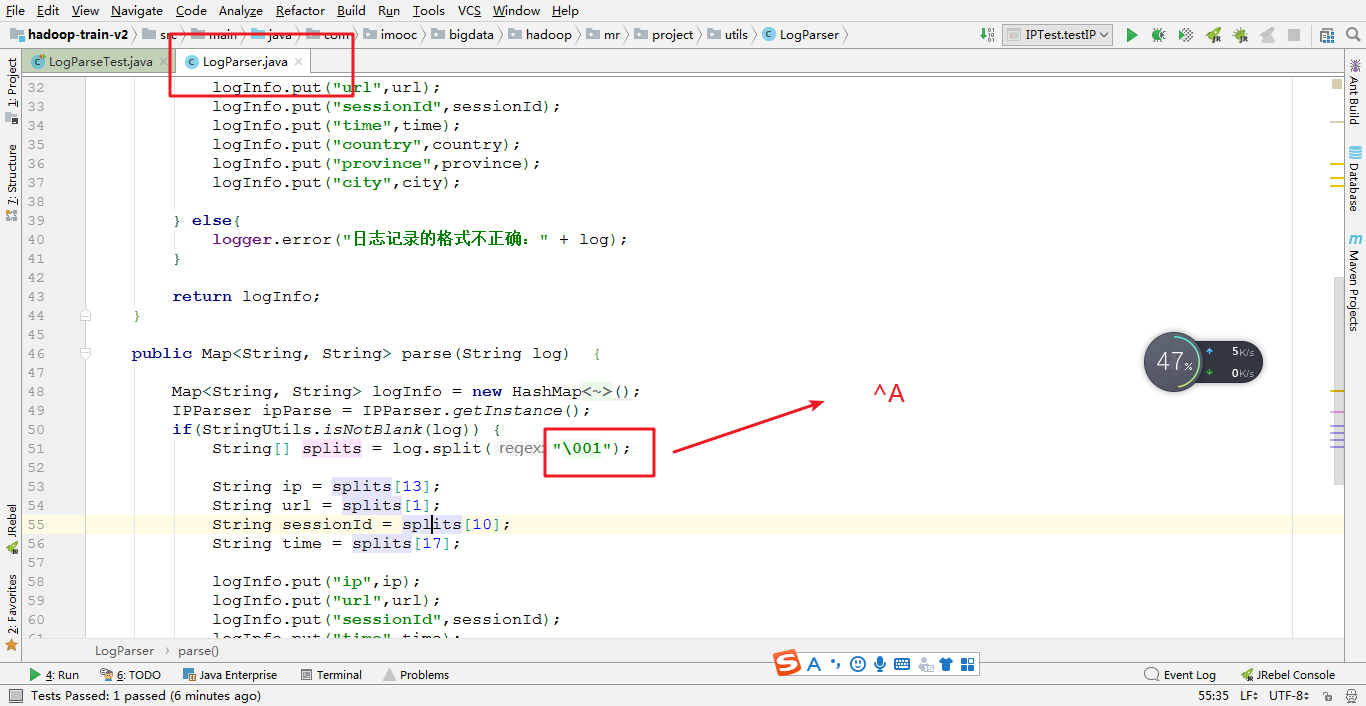 File Edit View Navigate Code Analyze Refactor Build Run Tools VCS Window Help
hadoop-train-v2 src main java com imooc bigdata hadoop mr project utils LogParser IPTest.testIP
LogParseTest.java LogParser.java
1: Project
7: Structure
JRebel
2: Favorites
32 logInfo.put("url",url);
33 logInfo.put("sessionId",sessionId);
34 logInfo.put("time",time);
35 logInfo.put("country",country);
36 logInfo.put("province",province);
37 logInfo.put("city",city);
38
39 } else{
40 logger.error("日志记录的格式不正确：" + log);
41 }
42
43 return logInfo;
44 }
45
46 public Map<String, String> parse(String log) {
47
48 Map<String, String> logInfo = new HashMap<~>();
49 IPParser ipParse = IPParser.getInstance();
50 if(StringUtils.isNotBlank(log)) {
51 String[] splits = log.split( regex: "\001");
52
53 String ip = splits[13];
54 String url = splits[1];
55 String sessionId = splits[10];
56 String time = splits[17];
57
58 logInfo.put("ip",ip);
59 logInfo.put("url",url);
60 logInfo.put("sessionId",sessionId);
61 logInfo.put("time",time);
^A
47%
5K/s
0K/s
Ant Build
Database
m Maven Projects
LogParser parse()
4: Run 6: TODO Java Enterprise Terminal Problems Event Log JRebel Console
Tests Passed: 1 passed (6 minutes ago) 55:35 LF UTF-8